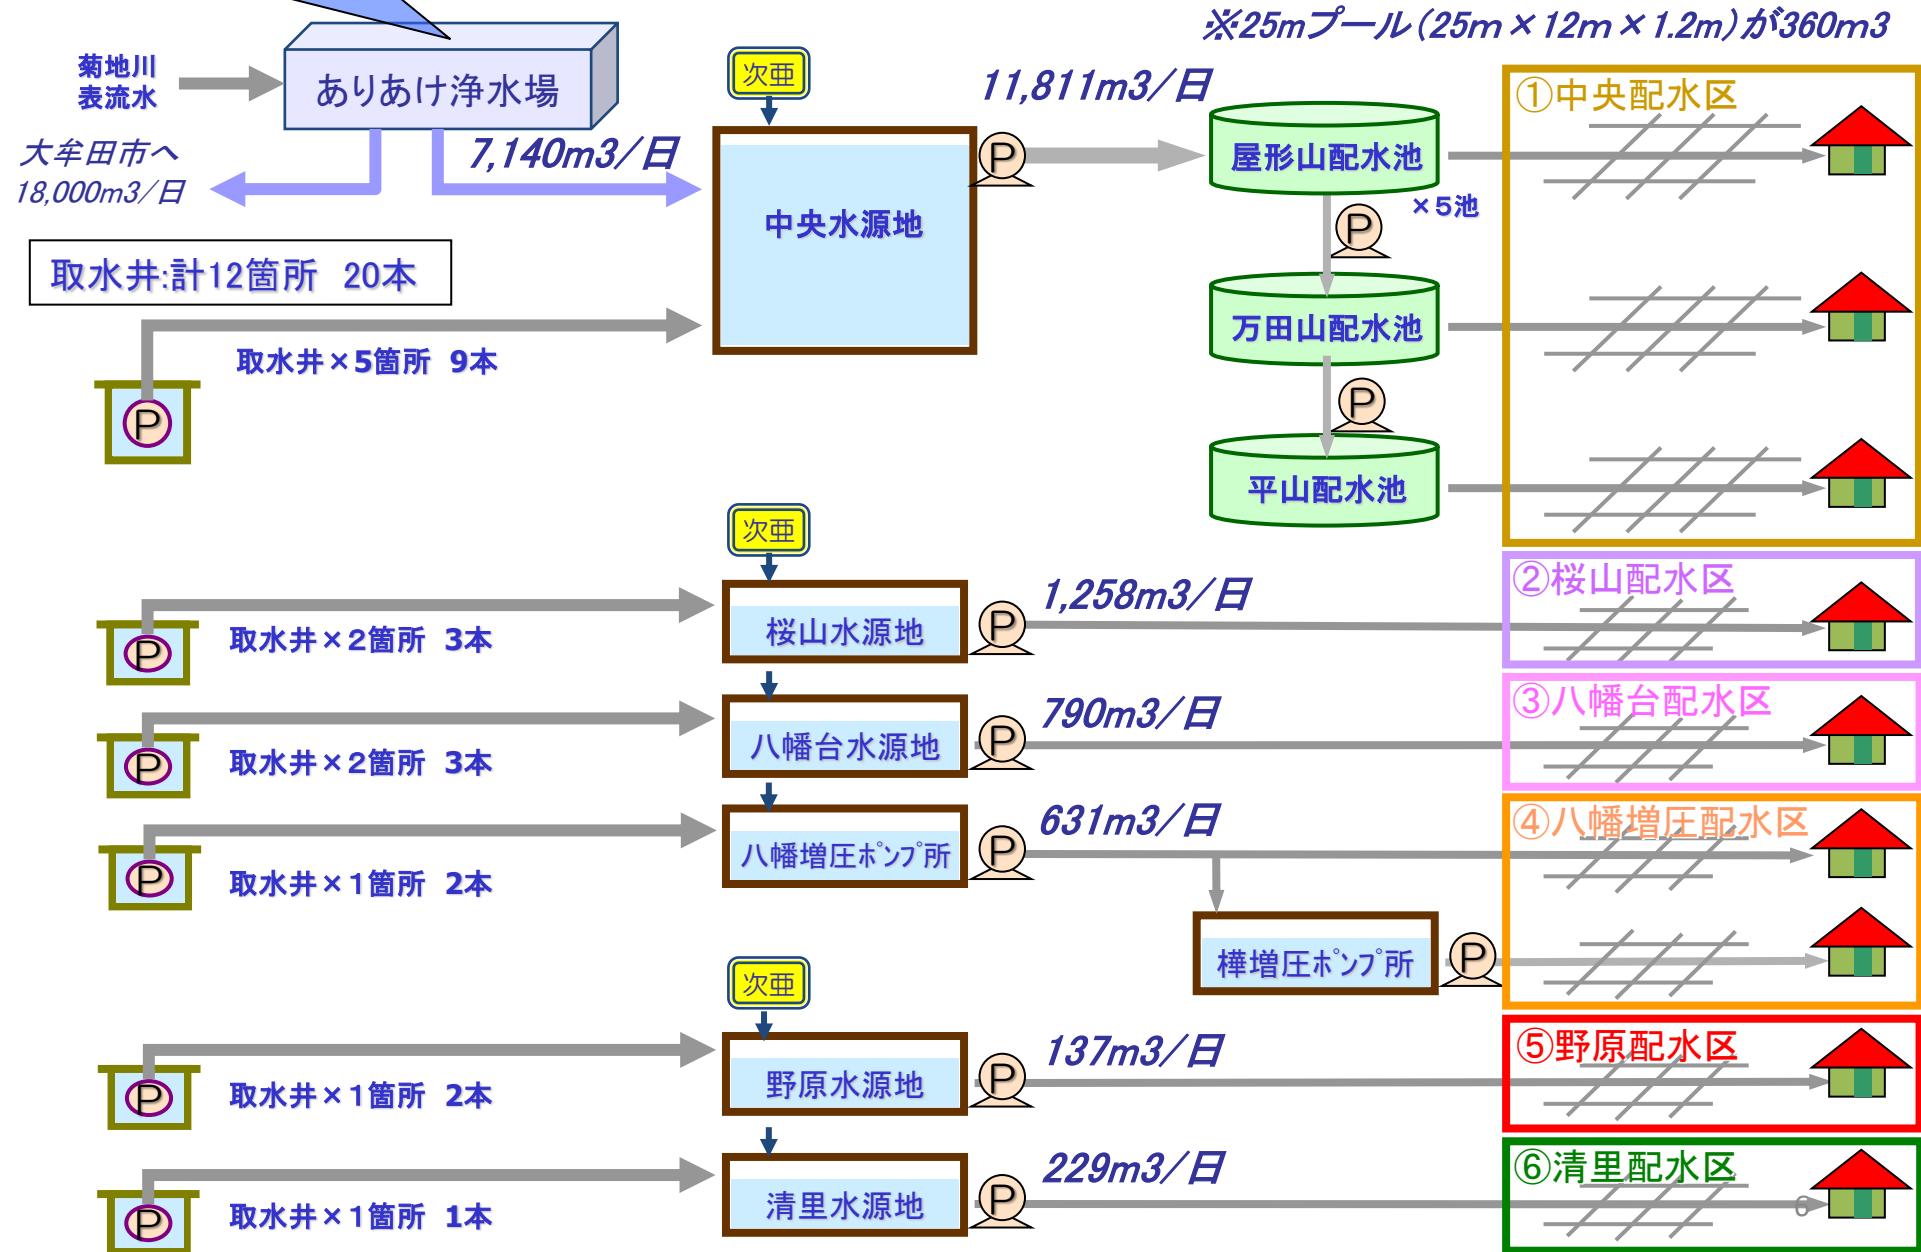 ※25mプール（25m×12m×1.2m）が360m3
菊地川
表流水
ありあけ浄水場
次亜
11,811m3／日
①中央配水区
大牟田市へ
18,000m3／日
7,140m3／日
P
屋形山配水池
×5池
中央水源地
P
取水井:計12箇所　20本
万田山配水池
取水井×5箇所 9本
P
P
平山配水池
次亜
②桜山配水区
1,258m3／日
取水井×2箇所 3本
P
桜山水源地
P
③八幡台配水区
790m3／日
取水井×2箇所 3本
P
八幡台水源地
P
④八幡増圧配水区
631m3／日
取水井×1箇所 2本
P
八幡増圧ﾎﾟﾝﾌﾟ所
P
樺増圧ﾎﾟﾝﾌﾟ所
P
次亜
⑤野原配水区
137m3／日
取水井×1箇所 2本
P
野原水源地
P
⑥清里配水区
229m3／日
取水井×1箇所 1本
P
清里水源地
P
6